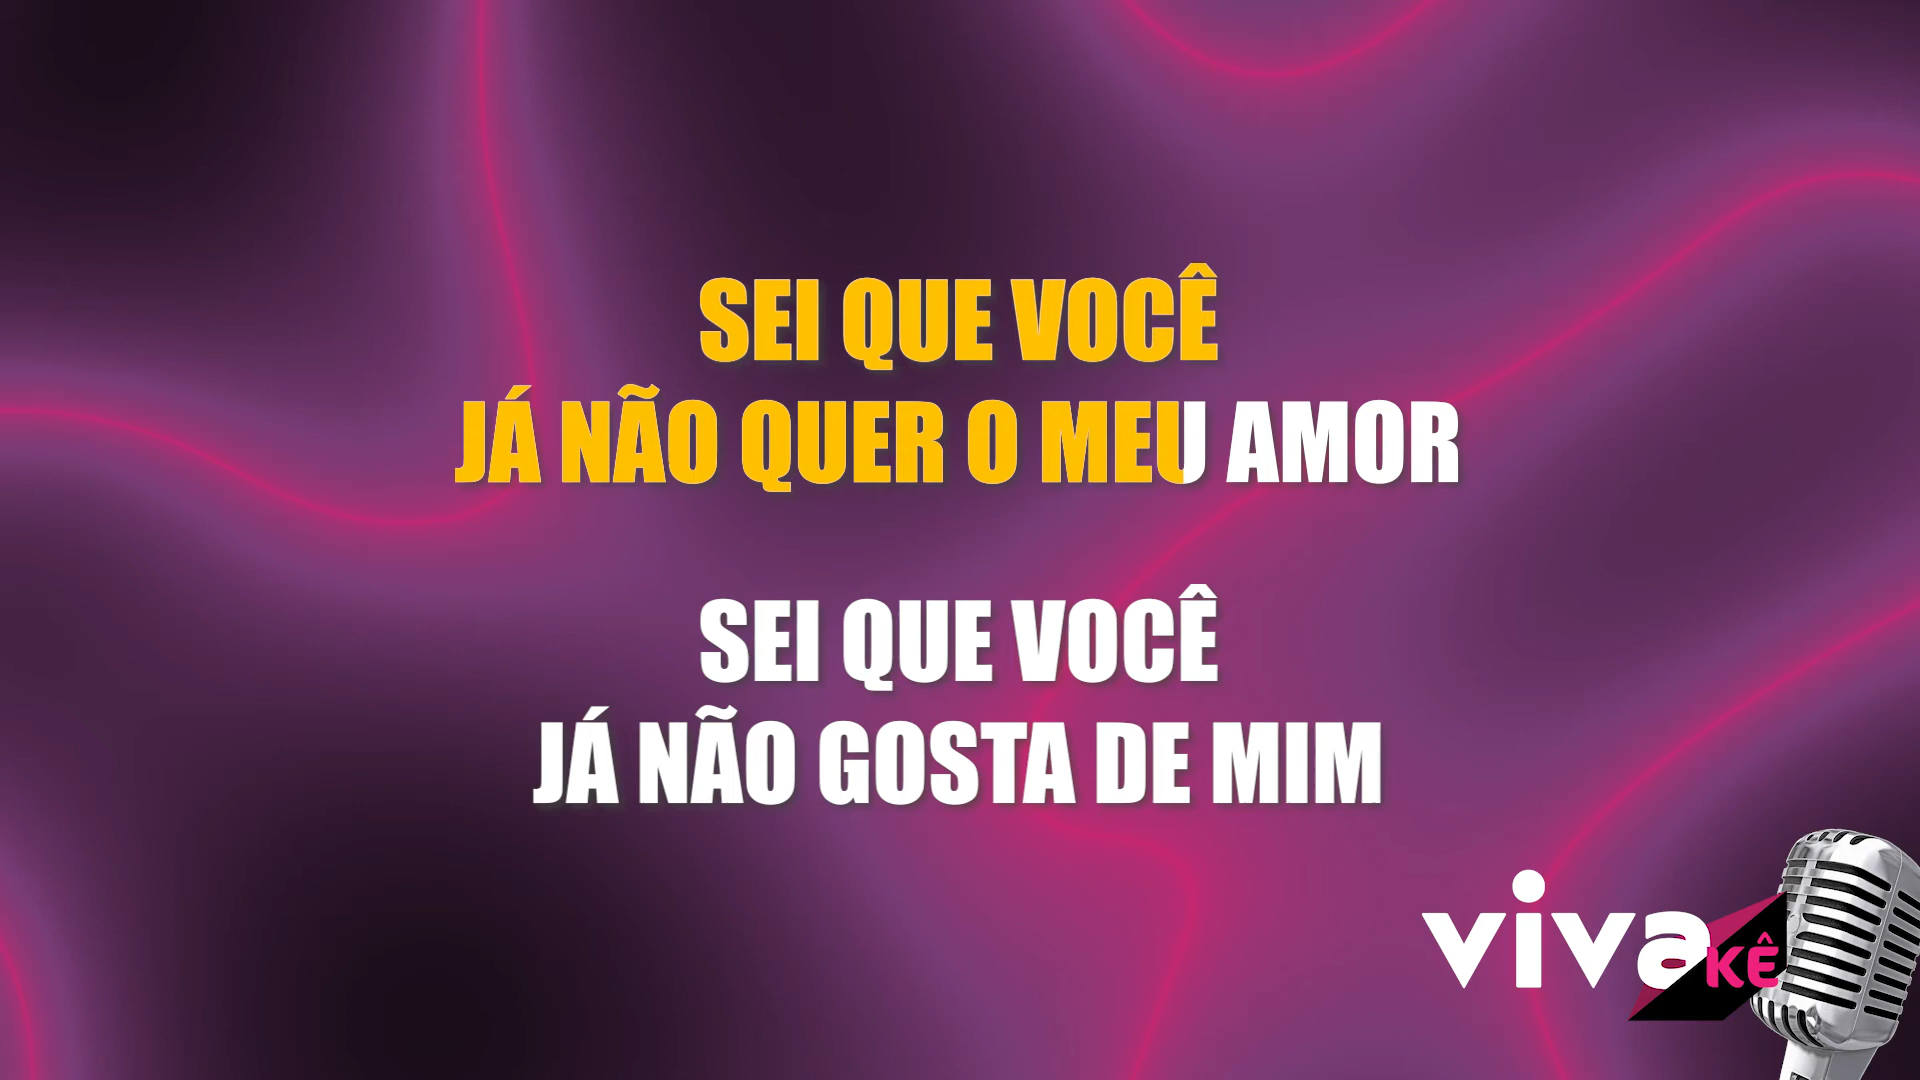 SEI QUE VOCÊ
JÁ NÃO QUER O MEU AMOR
SEI QUE VOCÊ
JÁ NÃO GOSTA DE MIM
viva
KÊ